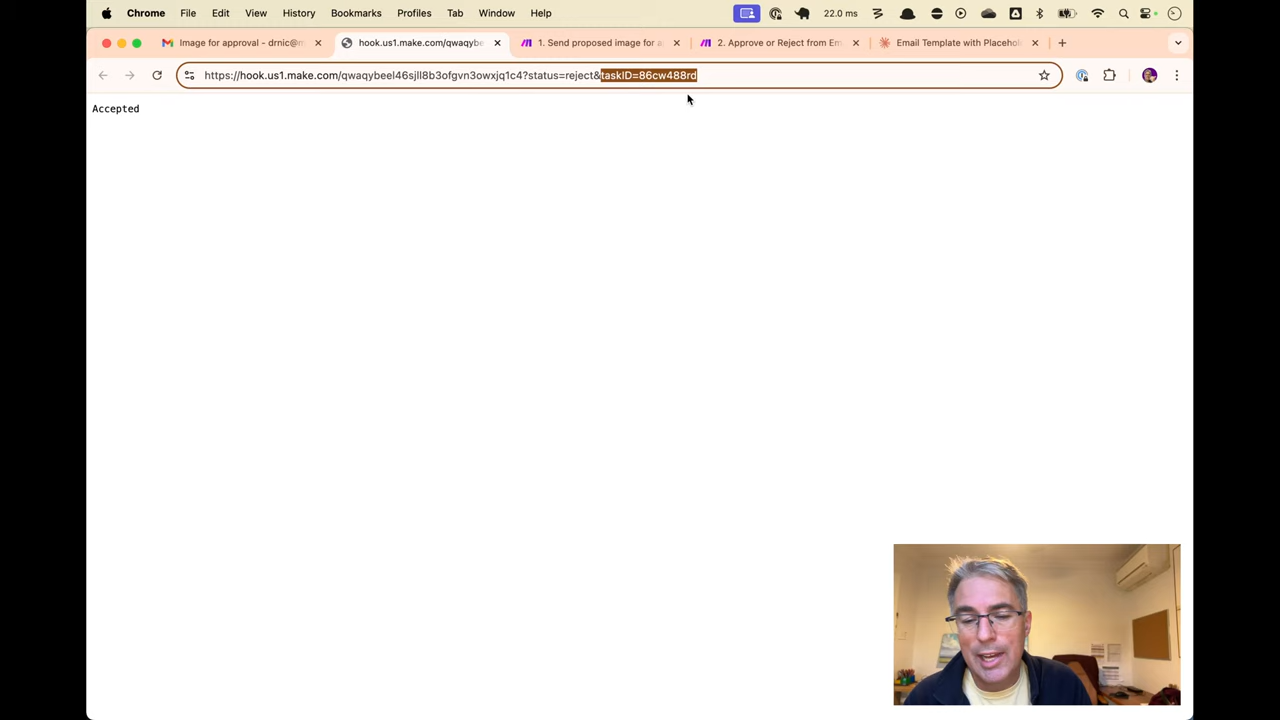 Chrome File Edit View History Bookmarks Profiles Tab Window Help 22.0 ms
Image for approval - drnic@m
hook.us1.make.com/qwaqybe
1. Send proposed image for a
2. Approve or Reject from Em
Email Template with Placehol
https://hook.us1.make.com/qwaqybeel46sjll8b3ofgvn3owxjq1c4?status=reject&taskID=86cw488rd
Accepted